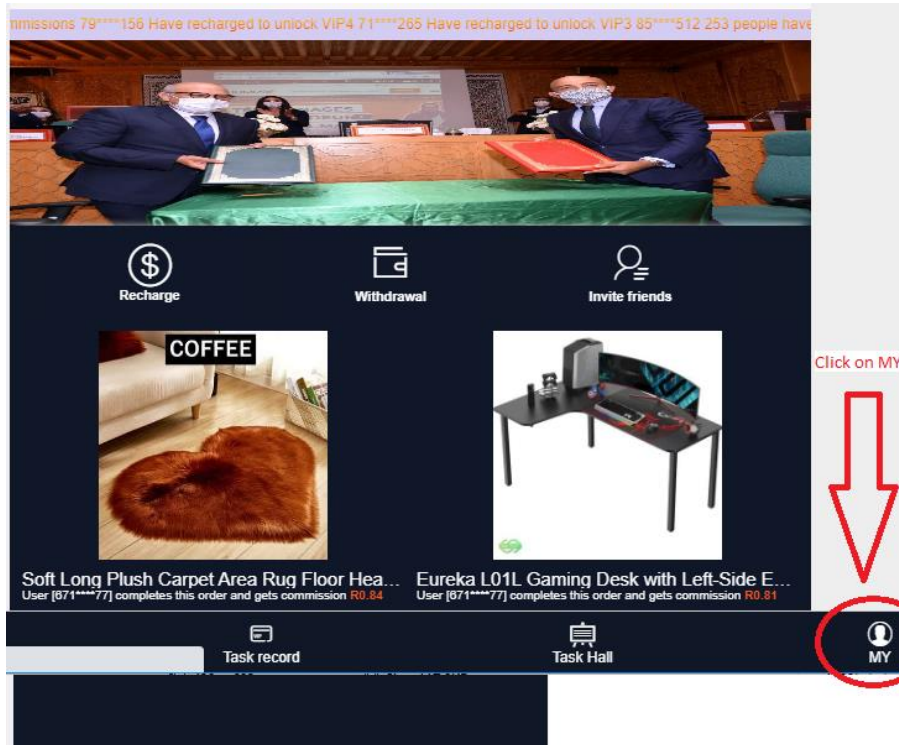 mmissions 79****156 Have recharged to unlock VIP4 71****265 Have recharged to unlock VIP3 85****512 253 people have
Recharge
Withdrawal
Invite friends
COFFEE
Click on MY
Soft Long Plush Carpet Area Rug Floor Hea...
Eureka L01L Gaming Desk with Left-Side E...
User [671****77] completes this order and gets commission R0.84
User [671****77] completes this order and gets commission R0.81
Task record
Task Hall
MY